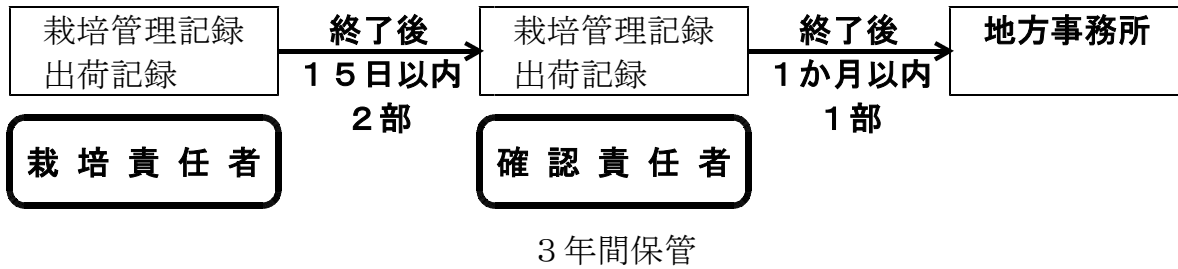 栽培管理記録
出荷記録
終了後
１５日以内
２部
栽培管理記録
出荷記録
終了後
１か月以内
１部
地方事務所
栽 培 責 任 者
確 認 責 任 者
３年間保管